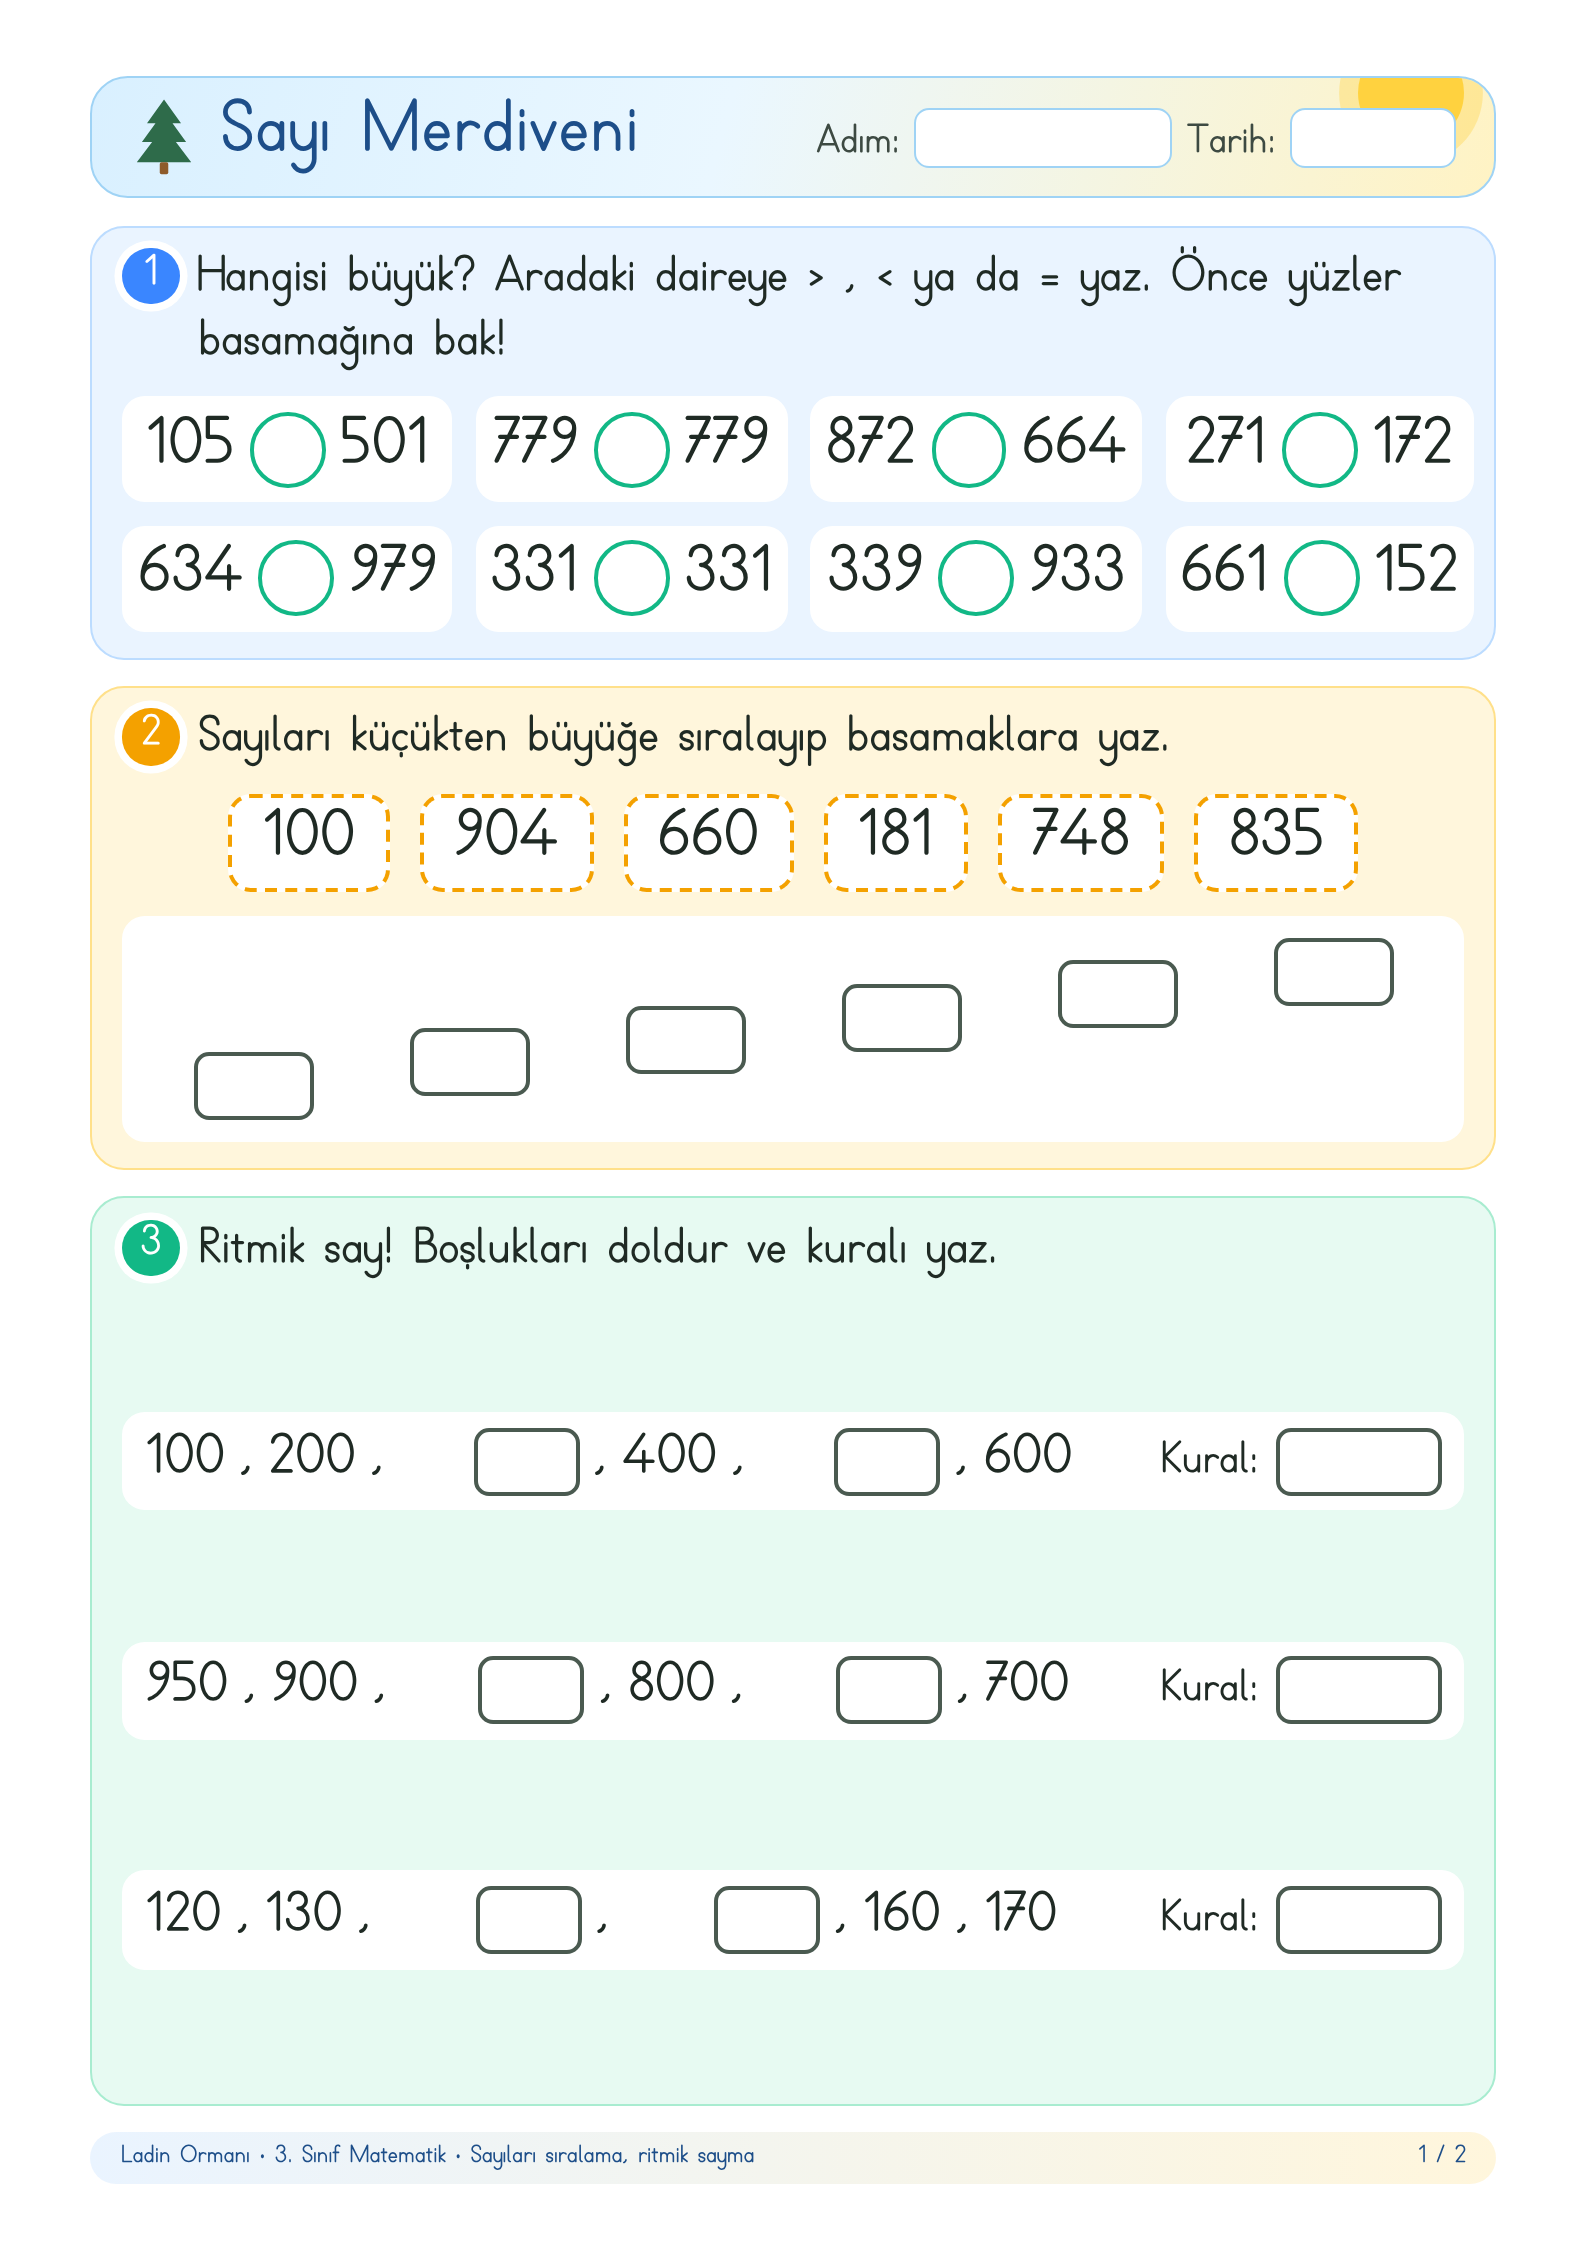 Sayı Merdiveni Adım: Tarih:
1 Hangisi büyük? Aradaki daireye > , < ya da = yaz. Önce yüzler
basamağına bak!
105 501 779 779 872 664 271 172
634 979 331 331 339 933 661 152
2 Sayıları küçükten büyüğe sıralayıp basamaklara yaz.
100 904 660 181 748 835
3 Ritmik say! Boşlukları doldur ve kuralı yaz.
100 , 200 , , 400 , , 600 Kural:
950 , 900 , , 800 , , 700 Kural:
120 , 130 , , , 160 , 170 Kural:
Ladin Ormanı • 3. Sınıf Matematik • Sayıları sıralama, ritmik sayma 1 / 2